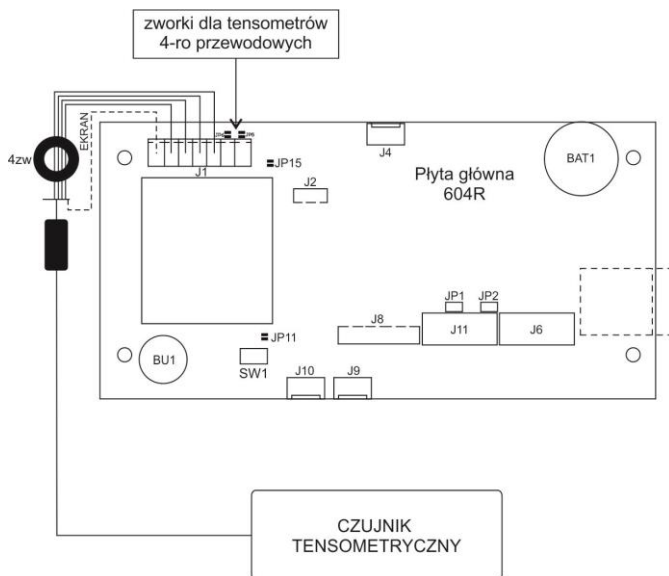 zworki dla tensometrów
4-ro przewodowych
EKRAN
4zw
J1
JP15
J2
J4
Płyta główna
604R
BAT1
JP1
JP2
J8
J11
J6
JP11
BU1
SW1
J10
J9
CZUJNIK
TENSOMETRYCZNY